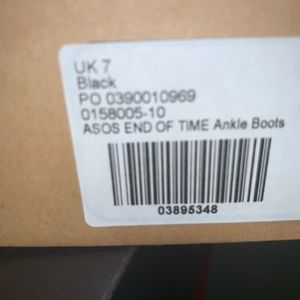 UK 7
Black
PO 0390010969
0158005-10
ASOS END OF TIME Ankle Boots
03895348